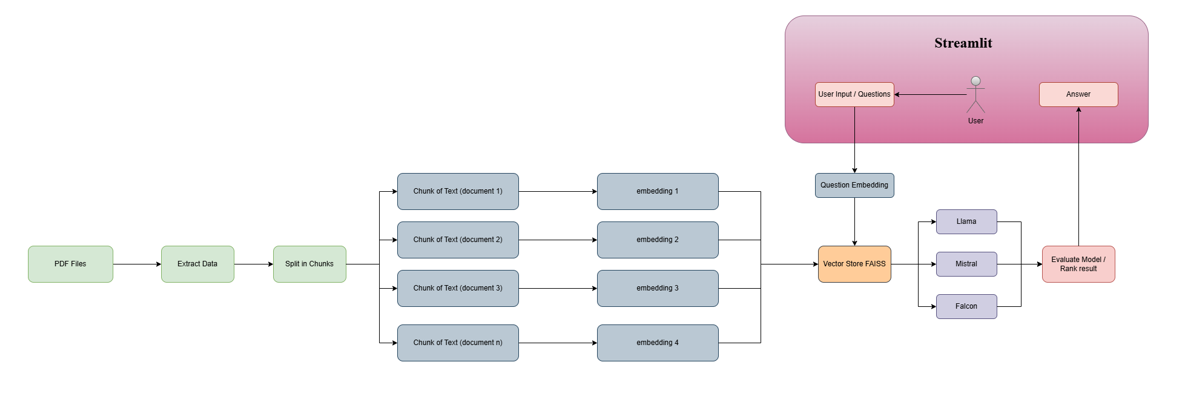 Streamlit
User Input / Questions
User
Answer
Question Embedding
Chunk of Text (document 1)
embedding 1
Chunk of Text (document 2)
embedding 2
Chunk of Text (document 3)
embedding 3
Chunk of Text (document n)
embedding 4
PDF Files
Extract Data
Split in Chunks
Vector Store FAISS
Llama
Mistral
Falcon
Evaluate Model /
Rank result